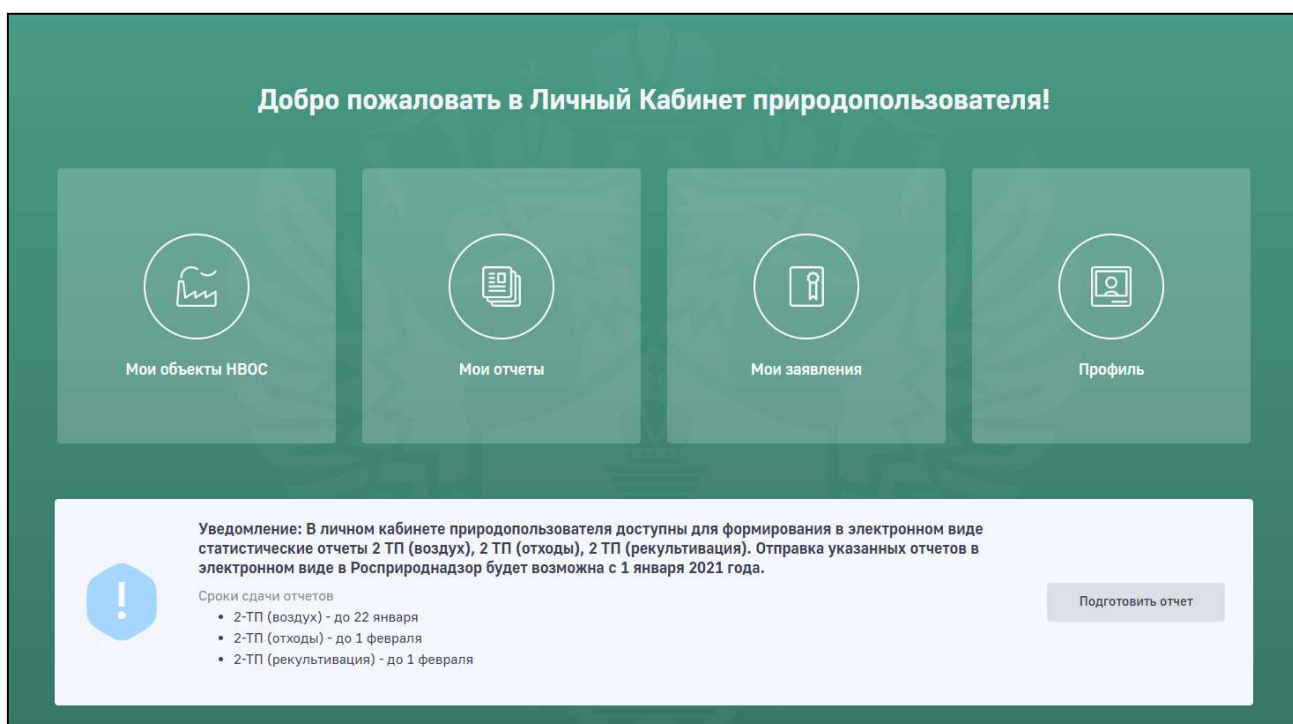 Добро пожаловать в Личный Кабинет природопользователя!
Мои объекты НВОС
Мои отчеты
Мои заявления
Профиль
Уведомление: В личном кабинете природопользователя доступны для формирования в электронном виде
статистические отчеты 2 ТП (воздух), 2 ТП (отходы), 2 ТП (рекультивация). Отправка указанных отчетов в
электронном виде в Росприроднадзор будет возможна с 1 января 2021 года.
Сроки сдачи отчетов
• 2-ТП (воздух) - до 22 января
• 2-ТП (отходы) - до 1 февраля
• 2-ТП (рекультивация) - до 1 февраля
Подготовить отчет